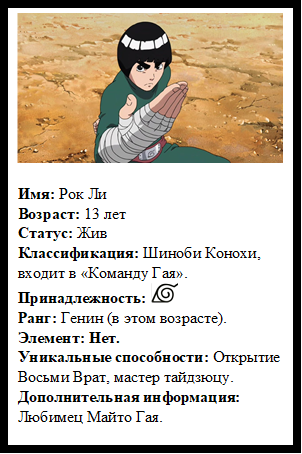 Имя: Рок Ли
Возраст: 13 лет
Статус: Жив
Классификация: Шиноби Конохи,
входит в «Команду Гая».
Принадлежность:
Ранг: Генин (в этом возрасте).
Элемент: Нет.
Уникальные способности: Открытие
Восьми Врат, мастер тайдзюцу.
Дополнительная информация:
Любимец Майто Гая.